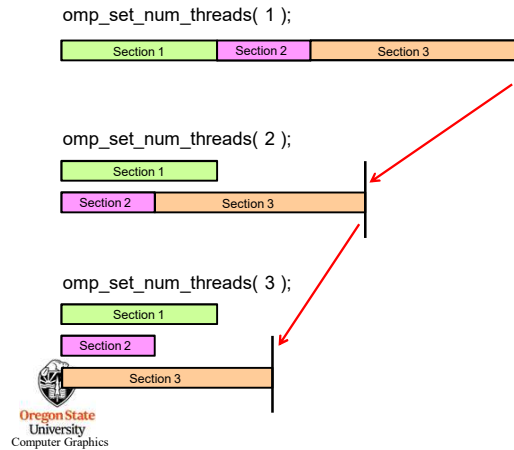 omp_set_num_threads( 1 );
Section 1 Section 2 Section 3
omp_set_num_threads( 2 );
Section 1
Section 2 Section 3
omp_set_num_threads( 3 );
Section 1
Section 2
Section 3
Oregon State
University
Computer Graphics